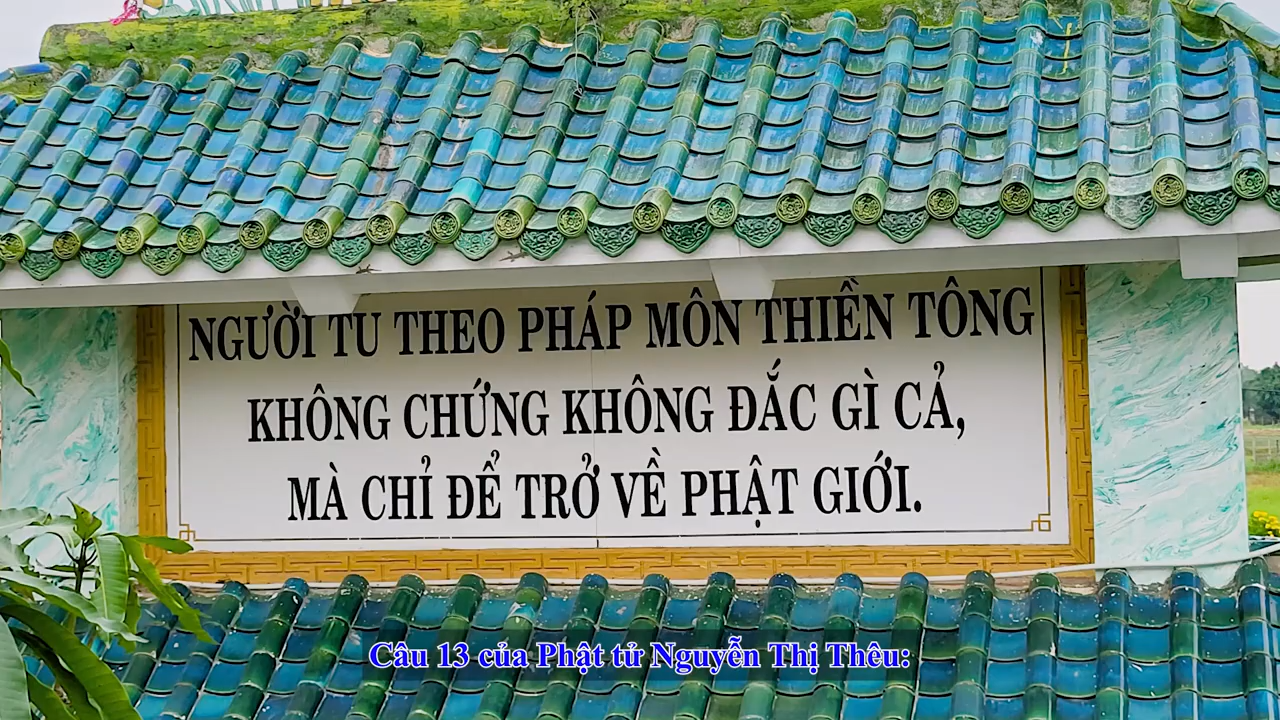 NGƯỜI TU THEO PHÁP MÔN THIỀN TÔNG
KHÔNG CHỨNG KHÔNG ĐẮC GÌ CẢ,
MÀ CHỈ ĐỂ TRỞ VỀ PHẬT GIỚI.
Câu 13 của Phật tử Nguyễn Thị Thêu: